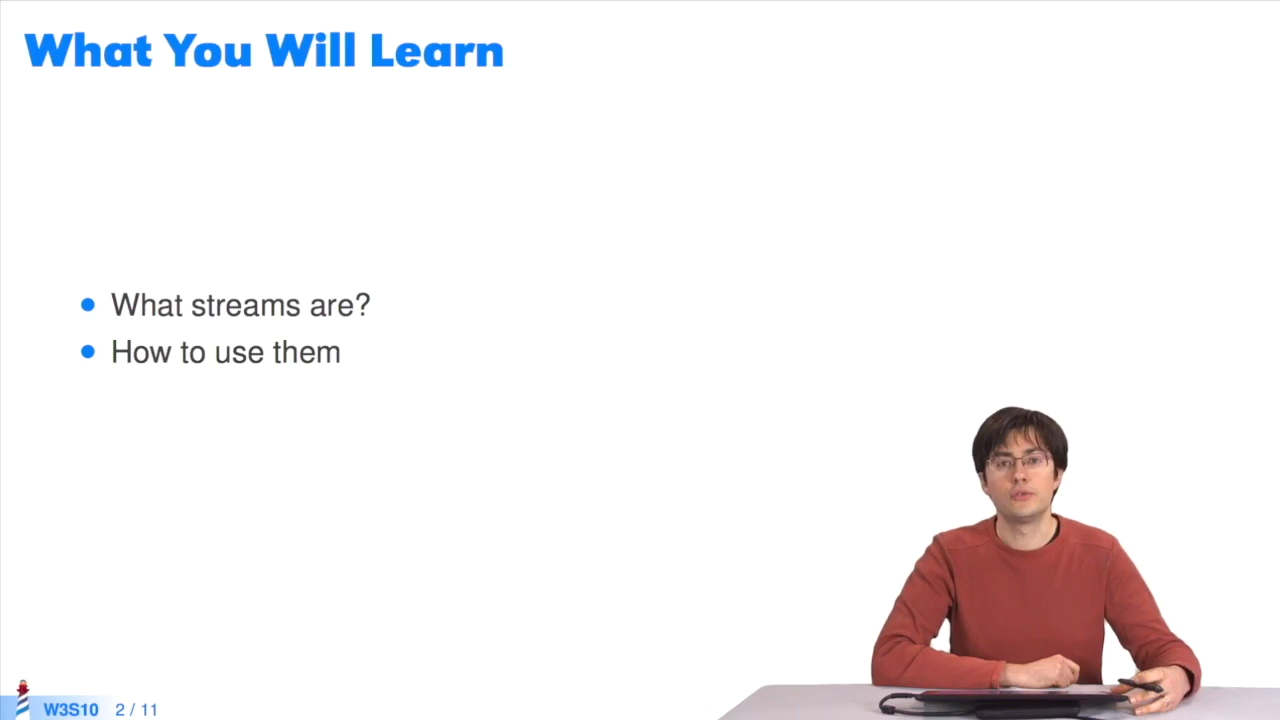 What You Will Learn
What streams are?
How to use them
W3S10 2 / 11